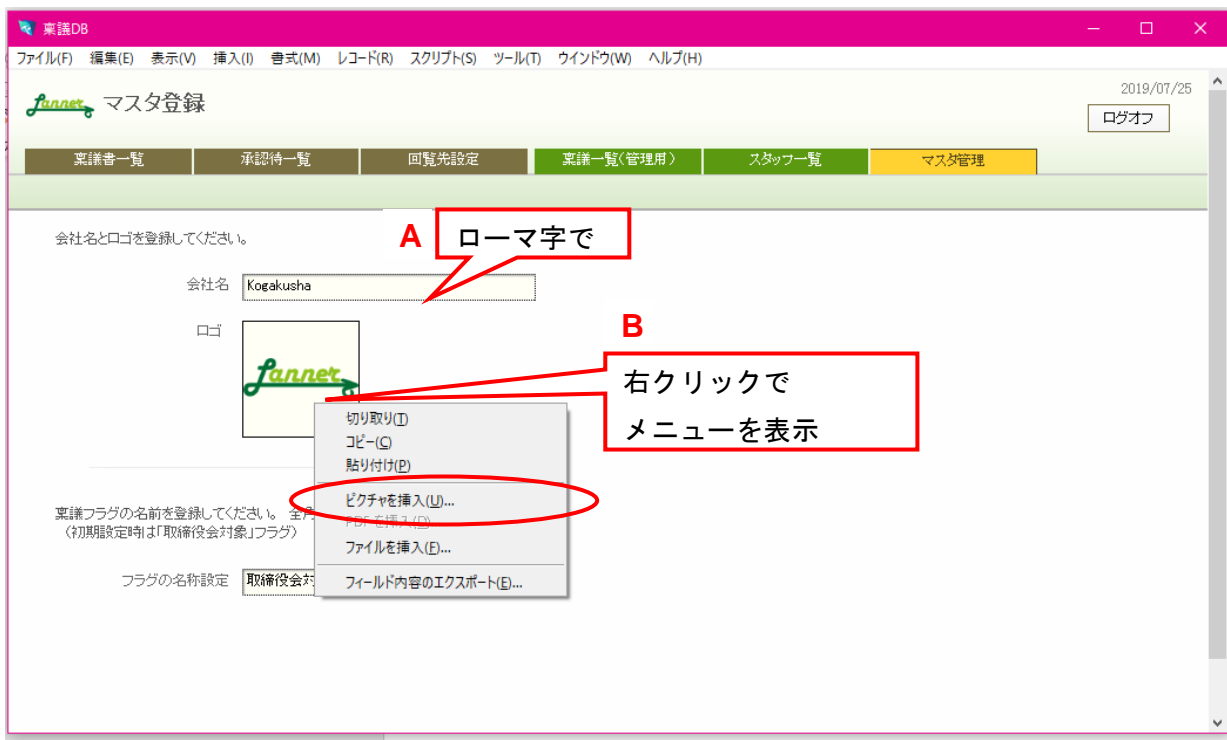 稟議DB
ファイル(F) 編集(E) 表示(V) 挿入(I) 書式(M) レコード(R) スクリプト(S) ツール(T) ウインドウ(W) ヘルプ(H)
2019/07/25
Lanner マスタ登録
ログオフ
稟議書一覧 承認待一覧 回覧先設定 稟議一覧(管理用) スタッフ一覧 マスタ管理
会社名とロゴを登録してください。
A ローマ字で
会社名 Kogakusha
ロゴ
Lanner
B
右クリックで
メニューを表示
切り取り(T)
コピー(C)
貼り付け(P)
ピクチャを挿入(U)...
PDF を挿入(D)...
ファイルを挿入(F)...
フィールド内容のエクスポート(E)...
稟議フラグの名前を登録してください。 全角
(初期設定時は「取締役会対象」フラグ)
フラグの名称設定 取締役会対